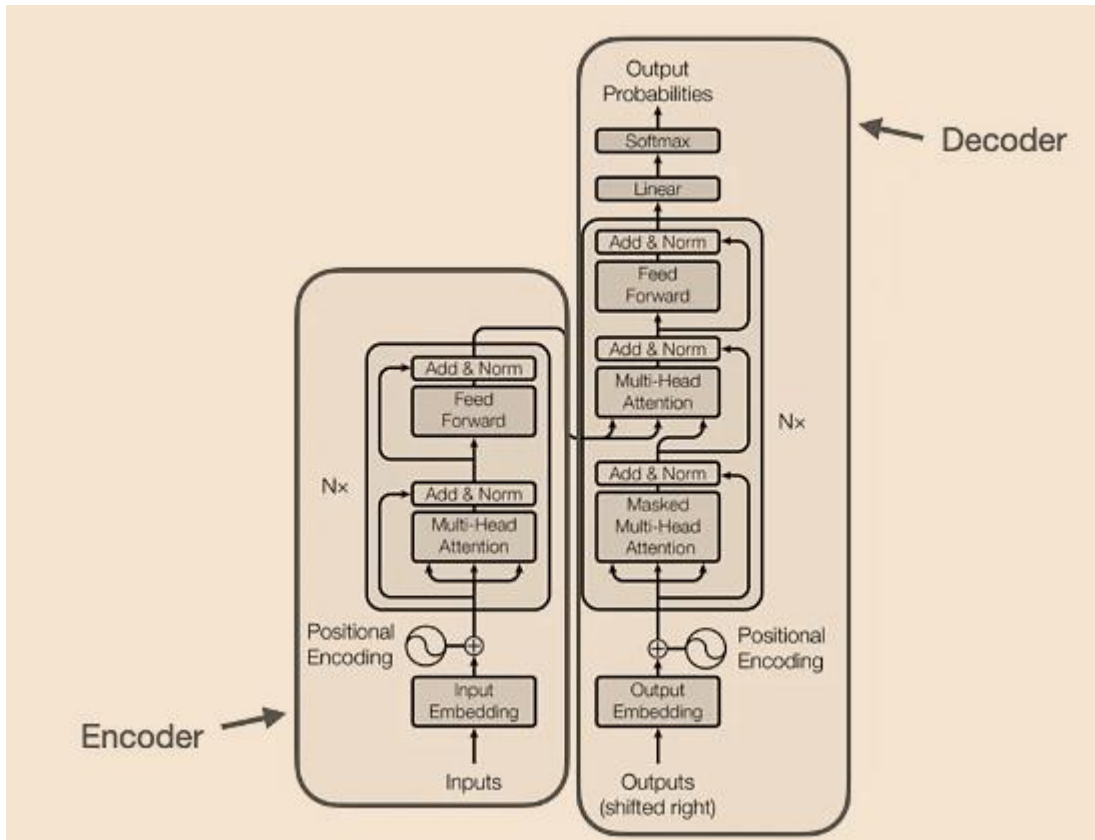 Output
Probabilities
Softmax
Linear
Add & Norm
Feed
Forward
Add & Norm
Multi-Head
Attention
Add & Norm
Masked
Multi-Head
Attention
Nx
Positional
Encoding
Output
Embedding
Outputs
(shifted right)
Decoder
Add & Norm
Feed
Forward
Add & Norm
Multi-Head
Attention
Nx
Positional
Encoding
Input
Embedding
Inputs
Encoder